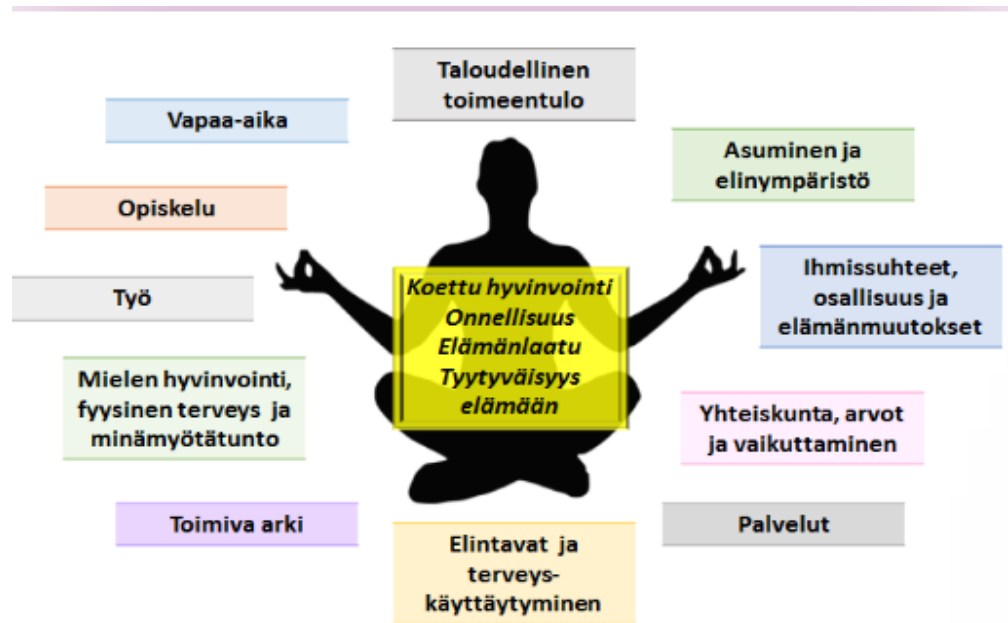 Taloudellinen
toimeentulo
Vapaa-aika
Asuminen ja
elinympäristö
Opiskelu
Ihmissuhteet,
osallisuus ja
elämänmuutokset
Työ
Koettu hyvinvointi
Onnellisuus
Elämänlaatu
Tyytyväisyys
elämään
Mielen hyvinvointi,
fyysinen terveys ja
minämyötätunto
Yhteiskunta, arvot
ja vaikuttaminen
Toimiva arki
Elintavat ja
terveys-
käyttäytyminen
Palvelut